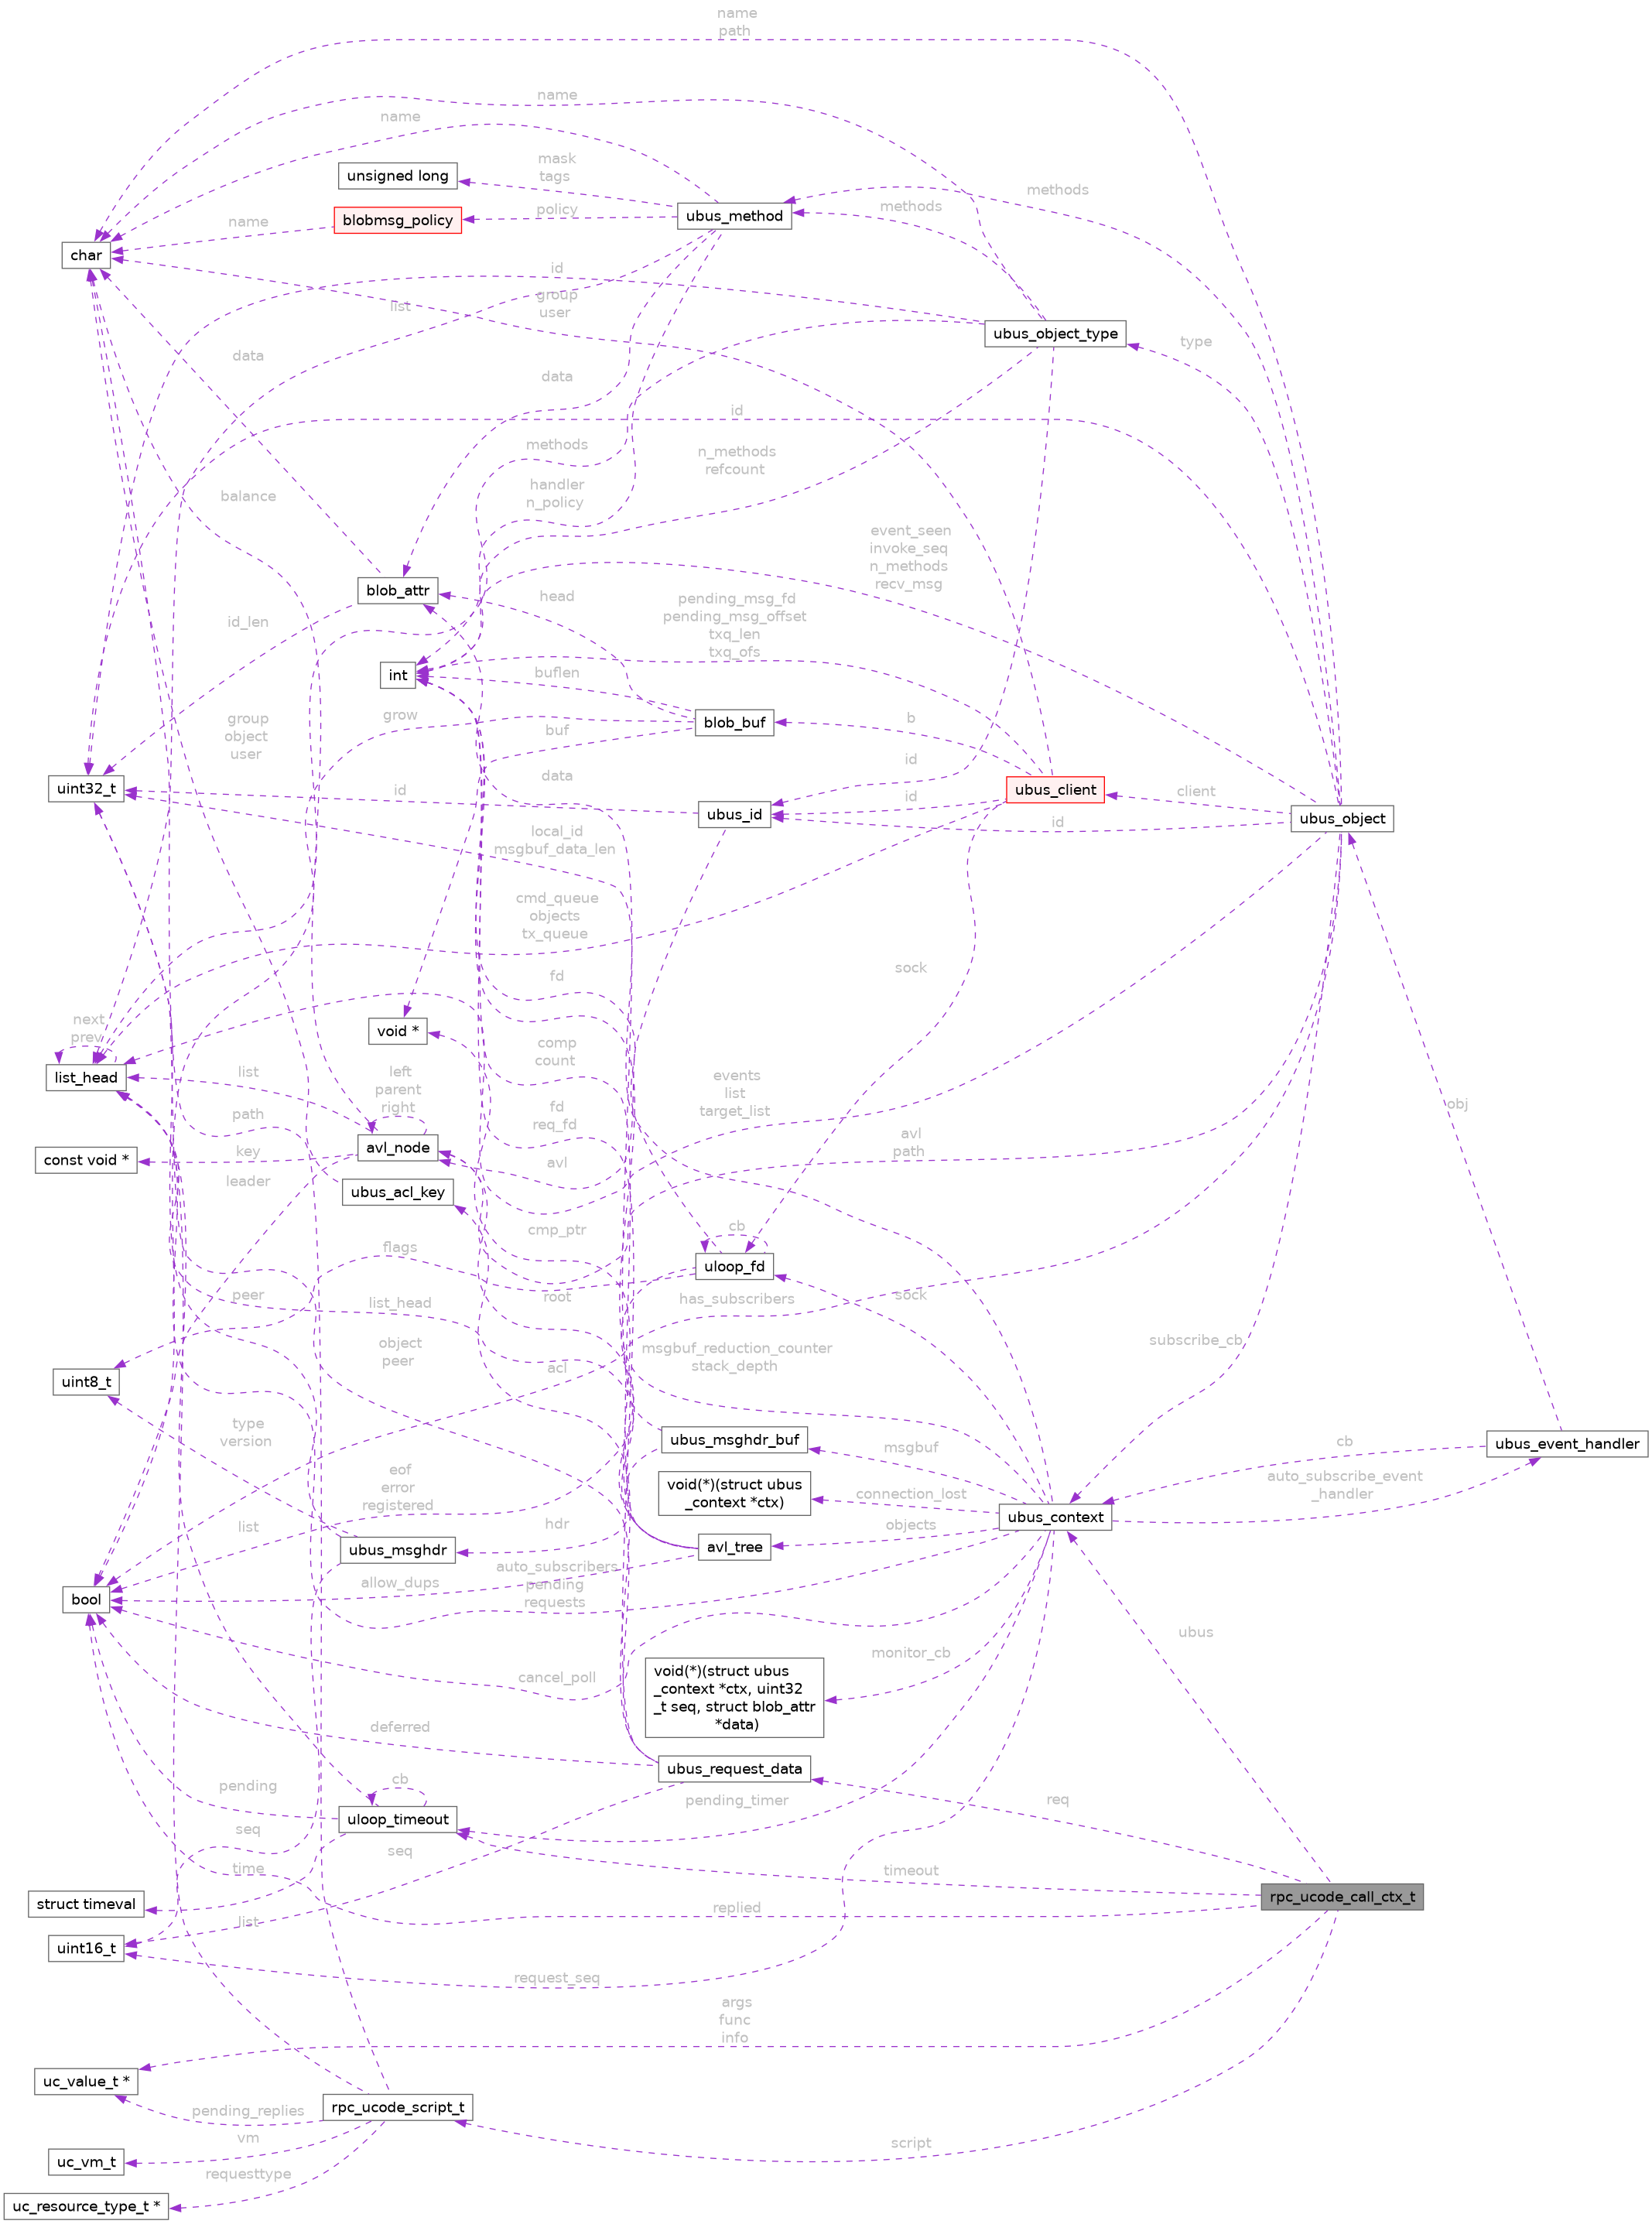 name
path
name
name
mask
tags
unsigned long
methods
policy
methods
blobmsg_policy
ubus_method
name
char
id
list
group
user
ubus_object_type
type
data
data
id
methods
n_methods
refcount
balance
handler
n_policy
event_seen
invoke_seq
n_methods
recv_msg
blob_attr
head
pending_msg_fd
pending_msg_offset
txq_len
txq_ofs
id_len
int
buflen
group
object
user
grow
buf
blob_buf
b
id
data
uint32_t
id
ubus_id
id
ubus_client
client
id
ubus_object
local_id
msgbuf_data_len
cmd_queue
objects
tx_queue
sock
fd
next
prev
void *
list_head
list
left
parent
right
comp
count
events
list
target_list
obj
path
fd
req_fd
avl
path
const void *
key
avl_node
avl
leader
ubus_acl_key
cmp_ptr
cb
flags
uloop_fd
peer
list_head
root
has_subscribers
sock
subscribe_cb
object
peer
msgbuf_reduction_counter
stack_depth
uint8_t
acl
type
version
ubus_msghdr_buf
msgbuf
cb
ubus_event_handler
eof
error
registered
void(*)(struct ubus
_context *ctx)
connection_lost
auto_subscribe_event
_handler
ubus_context
list
hdr
objects
ubus_msghdr
avl_tree
bool
allow_dups
auto_subscribers
pending
requests
ubus
cancel_poll
void(*)(struct ubus
_context *ctx, uint32
_t seq, struct blob_attr
*data)
monitor_cb
deferred
pending
cb
ubus_request_data
req
uloop_timeout
pending_timer
seq
seq
time
timeout
struct timeval
list
replied
rpc_ucode_call_ctx_t
uint16_t
request_seq
args
func
info
uc_value_t *
pending_replies
rpc_ucode_script_t
vm
script
uc_vm_t
requesttype
uc_resource_type_t *